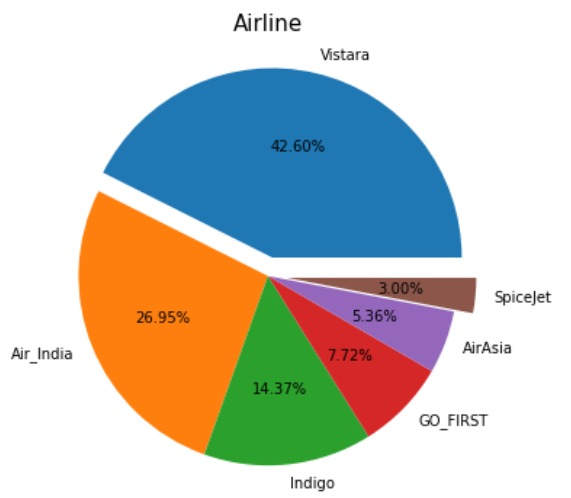 Airline
Vistara
42.60%
3.00%
SpiceJet
26.95%
5.36%
AirAsia
Air_India
7.72%
14.37%
GO_FIRST
Indigo